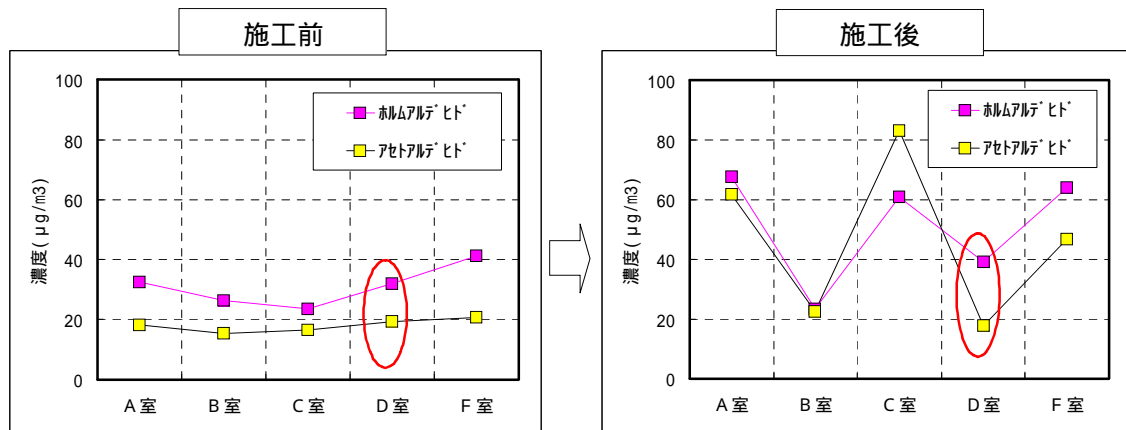 施工前
100
80
60
40
20
0
濃度( μg/m3)
ﾎﾙﾑｱﾙﾃﾞﾋﾄﾞ
ｱｾﾄｱﾙﾃﾞﾋﾄﾞ
A室 B室 C室 D室 F室
施工後
100
80
60
40
20
0
濃度( μg/m3)
ﾎﾙﾑｱﾙﾃﾞﾋﾄﾞ
ｱｾﾄｱﾙﾃﾞﾋﾄﾞ
A室 B室 C室 D室 F室